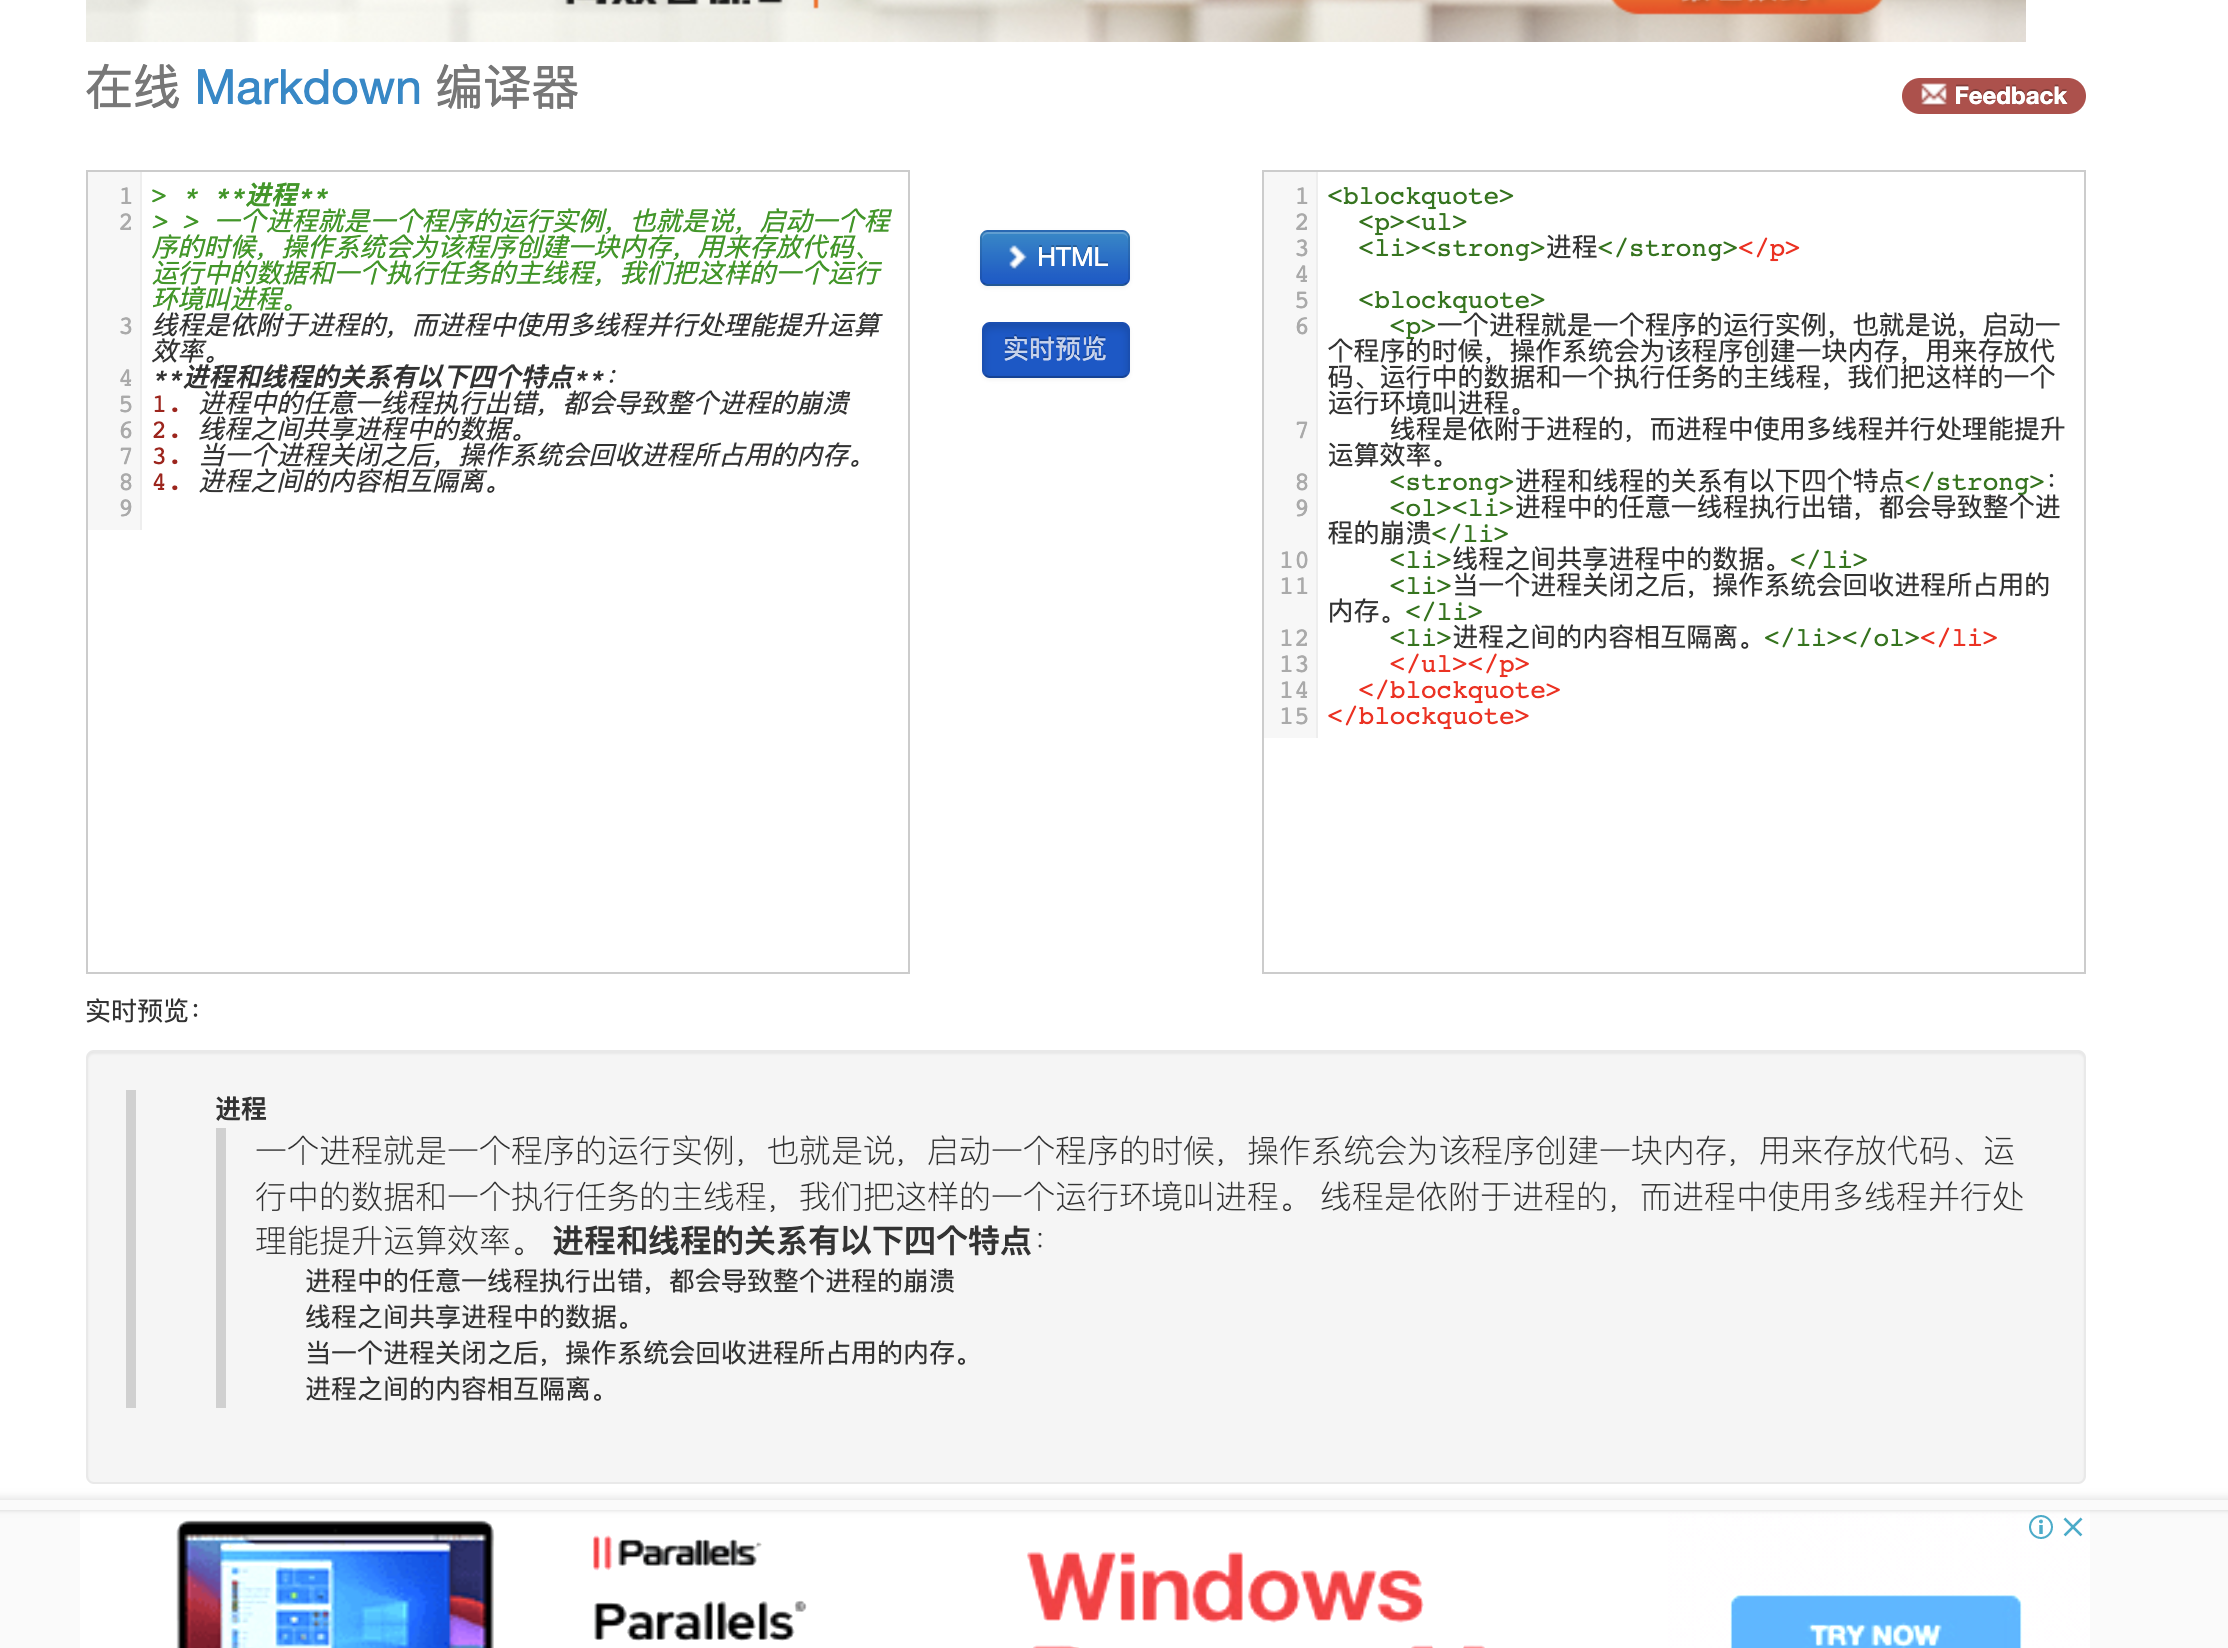 在线 Markdown 编译器
Feedback
1 > * **进程**
2 > > 一个进程就是一个程序的运行实例，也就是说，启动一个程
序的时候，操作系统会为该程序创建一块内存，用来存放代码、
运行中的数据和一个执行任务的主线程，我们把这样的一个运行
环境叫进程。
3 线程是依附于进程的，而进程中使用多线程并行处理能提升运算
效率。
4 **进程和线程的关系有以下四个特点**：
5 1. 进程中的任意一线程执行出错，都会导致整个进程的崩溃
6 2. 线程之间共享进程中的数据。
7 3. 当一个进程关闭之后，操作系统会回收进程所占用的内存。
8 4. 进程之间的内容相互隔离。
9
HTML
实时预览
1 <blockquote>
2 <p><ul>
3 <li><strong>进程</strong></p>
4
5 <blockquote>
6 <p>一个进程就是一个程序的运行实例，也就是说，启动一
个程序的时候，操作系统会为该程序创建一块内存，用来存放代
码、运行中的数据和一个执行任务的主线程，我们把这样的一个
运行环境叫进程。
7 线程是依附于进程的，而进程中使用多线程并行处理能提升
运算效率。
8 <strong>进程和线程的关系有以下四个特点</strong>：
9 <ol><li>进程中的任意一线程执行出错，都会导致整个进
程的崩溃</li>
10 <li>线程之间共享进程中的数据。</li>
11 <li>当一个进程关闭之后，操作系统会回收进程所占用的
内存。</li>
12 <li>进程之间的内容相互隔离。</li></ol></li>
13 </ul></p>
14 </blockquote>
15 </blockquote>
实时预览：
进程
一个进程就是一个程序的运行实例，也就是说，启动一个程序的时候，操作系统会为该程序创建一块内存，用来存放代码、运
行中的数据和一个执行任务的主线程，我们把这样的一个运行环境叫进程。 线程是依附于进程的，而进程中使用多线程并行处
理能提升运算效率。 进程和线程的关系有以下四个特点：
进程中的任意一线程执行出错，都会导致整个进程的崩溃
线程之间共享进程中的数据。
当一个进程关闭之后，操作系统会回收进程所占用的内存。
进程之间的内容相互隔离。
Parallels
Parallels®
Windows
TRY NOW